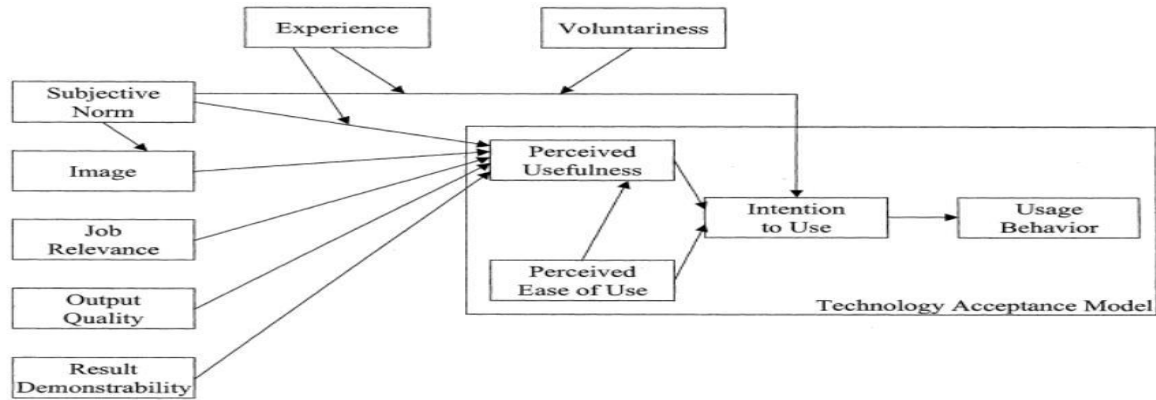 Experience
Voluntariness
Subjective
Norm
Image
Job
Relevance
Output
Quality
Result
Demonstrability
Perceived
Usefulness
Perceived
Ease of Use
Intention
to Use
Usage
Behavior
Technology Acceptance Model